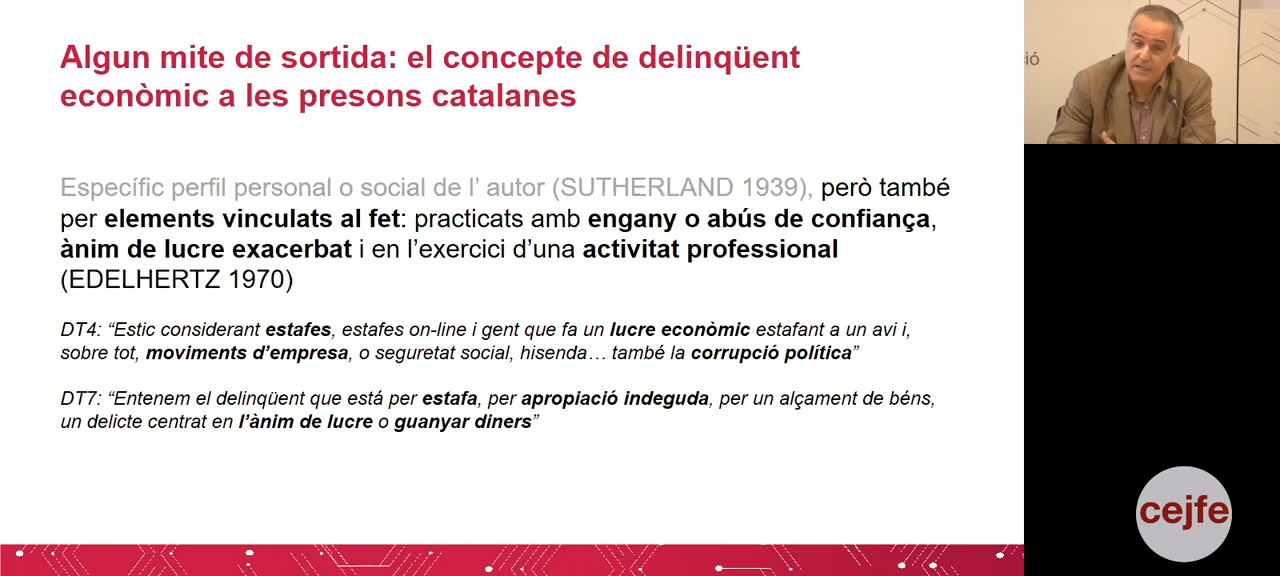 Algun mite de sortida: el concepte de delinqüent
econòmic a les presons catalanes
Específic perfil personal o social de l’ autor (SUTHERLAND 1939), però també
per elements vinculats al fet: practicats amb engany o abús de confiança,
ànim de lucre exacerbat i en l’exercici d’una activitat professional
(EDELHERTZ 1970)
DT4: “Estic considerant estafes, estafes on-line i gent que fa un lucre econòmic estafant a un avi i,
sobre tot, moviments d’empresa, o seguretat social, hisenda… també la corrupció política”
DT7: “Entenem el delinqüent que està per estafa, per apropiació indeguda, per un alçament de béns,
un delicte centrat en l’ànim de lucre o guanyar diners”
ió
cejfe